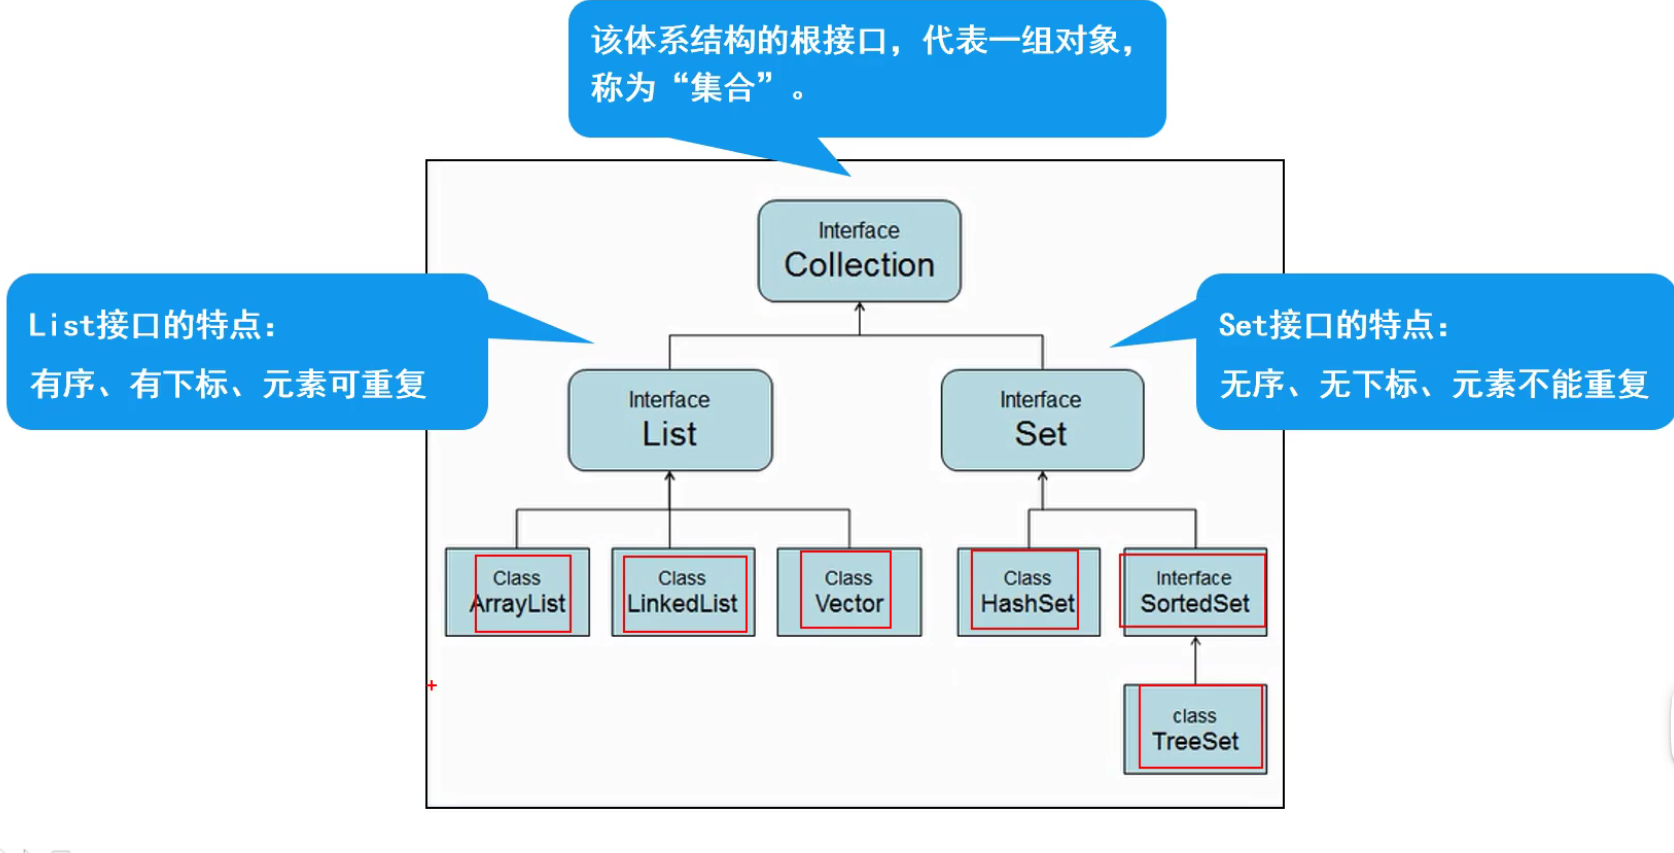 该体系结构的根接口，代表一组对象，
称为“集合”。
Interface
Collection
List接口的特点：
有序、有下标、元素可重复
Set接口的特点：
无序、无下标、元素不能重复
Interface
List
Interface
Set
Class
ArrayList
Class
LinkedList
Class
Vector
Class
HashSet
Interface
SortedSet
class
TreeSet